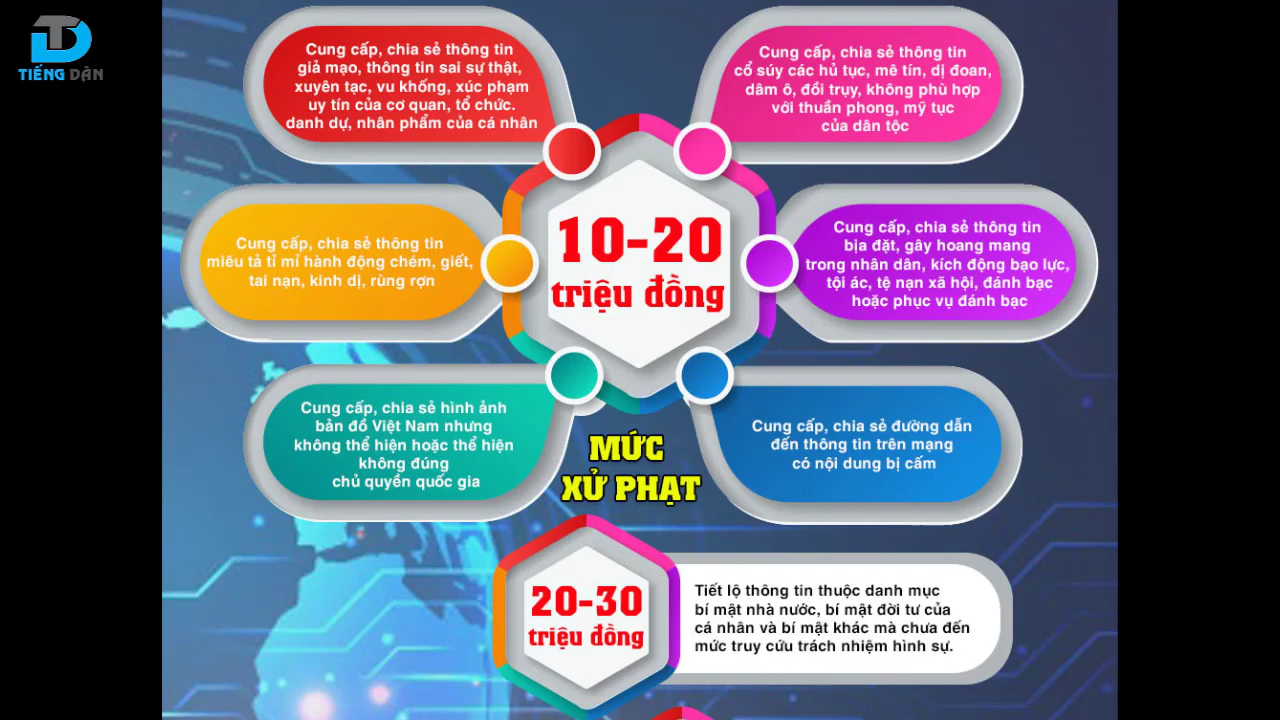 TIẾNG DÂN
Cung cấp, chia sẻ thông tin
giả mạo, thông tin sai sự thật,
xuyên tạc, vu khống, xúc phạm
uy tín của cơ quan, tổ chức.
danh dự, nhân phẩm của cá nhân
Cung cấp, chia sẻ thông tin
cổ súy các hủ tục, mê tín, dị đoan,
dâm ô, đồi trụy, không phù hợp
với thuần phong, mỹ tục
của dân tộc
Cung cấp, chia sẻ thông tin
miêu tả tỉ mỉ hành động chém, giết,
tai nạn, kinh dị, rùng rợn
10-20
triệu đồng
Cung cấp, chia sẻ thông tin
bịa đặt, gây hoang mang
trong nhân dân, kích động bạo lực,
tội ác, tệ nạn xã hội, đánh bạc
hoặc phục vụ đánh bạc
Cung cấp, chia sẻ hình ảnh
bản đồ Việt Nam nhưng
không thể hiện hoặc thể hiện
không đúng
chủ quyền quốc gia
Cung cấp, chia sẻ đường dẫn
đến thông tin trên mạng
có nội dung bị cấm
MỨC
XỬ PHẠT
20-30
triệu đồng
Tiết lộ thông tin thuộc danh mục
bí mật nhà nước, bí mật đời tư của
cá nhân và bí mật khác mà chưa đến
mức truy cứu trách nhiệm hình sự.